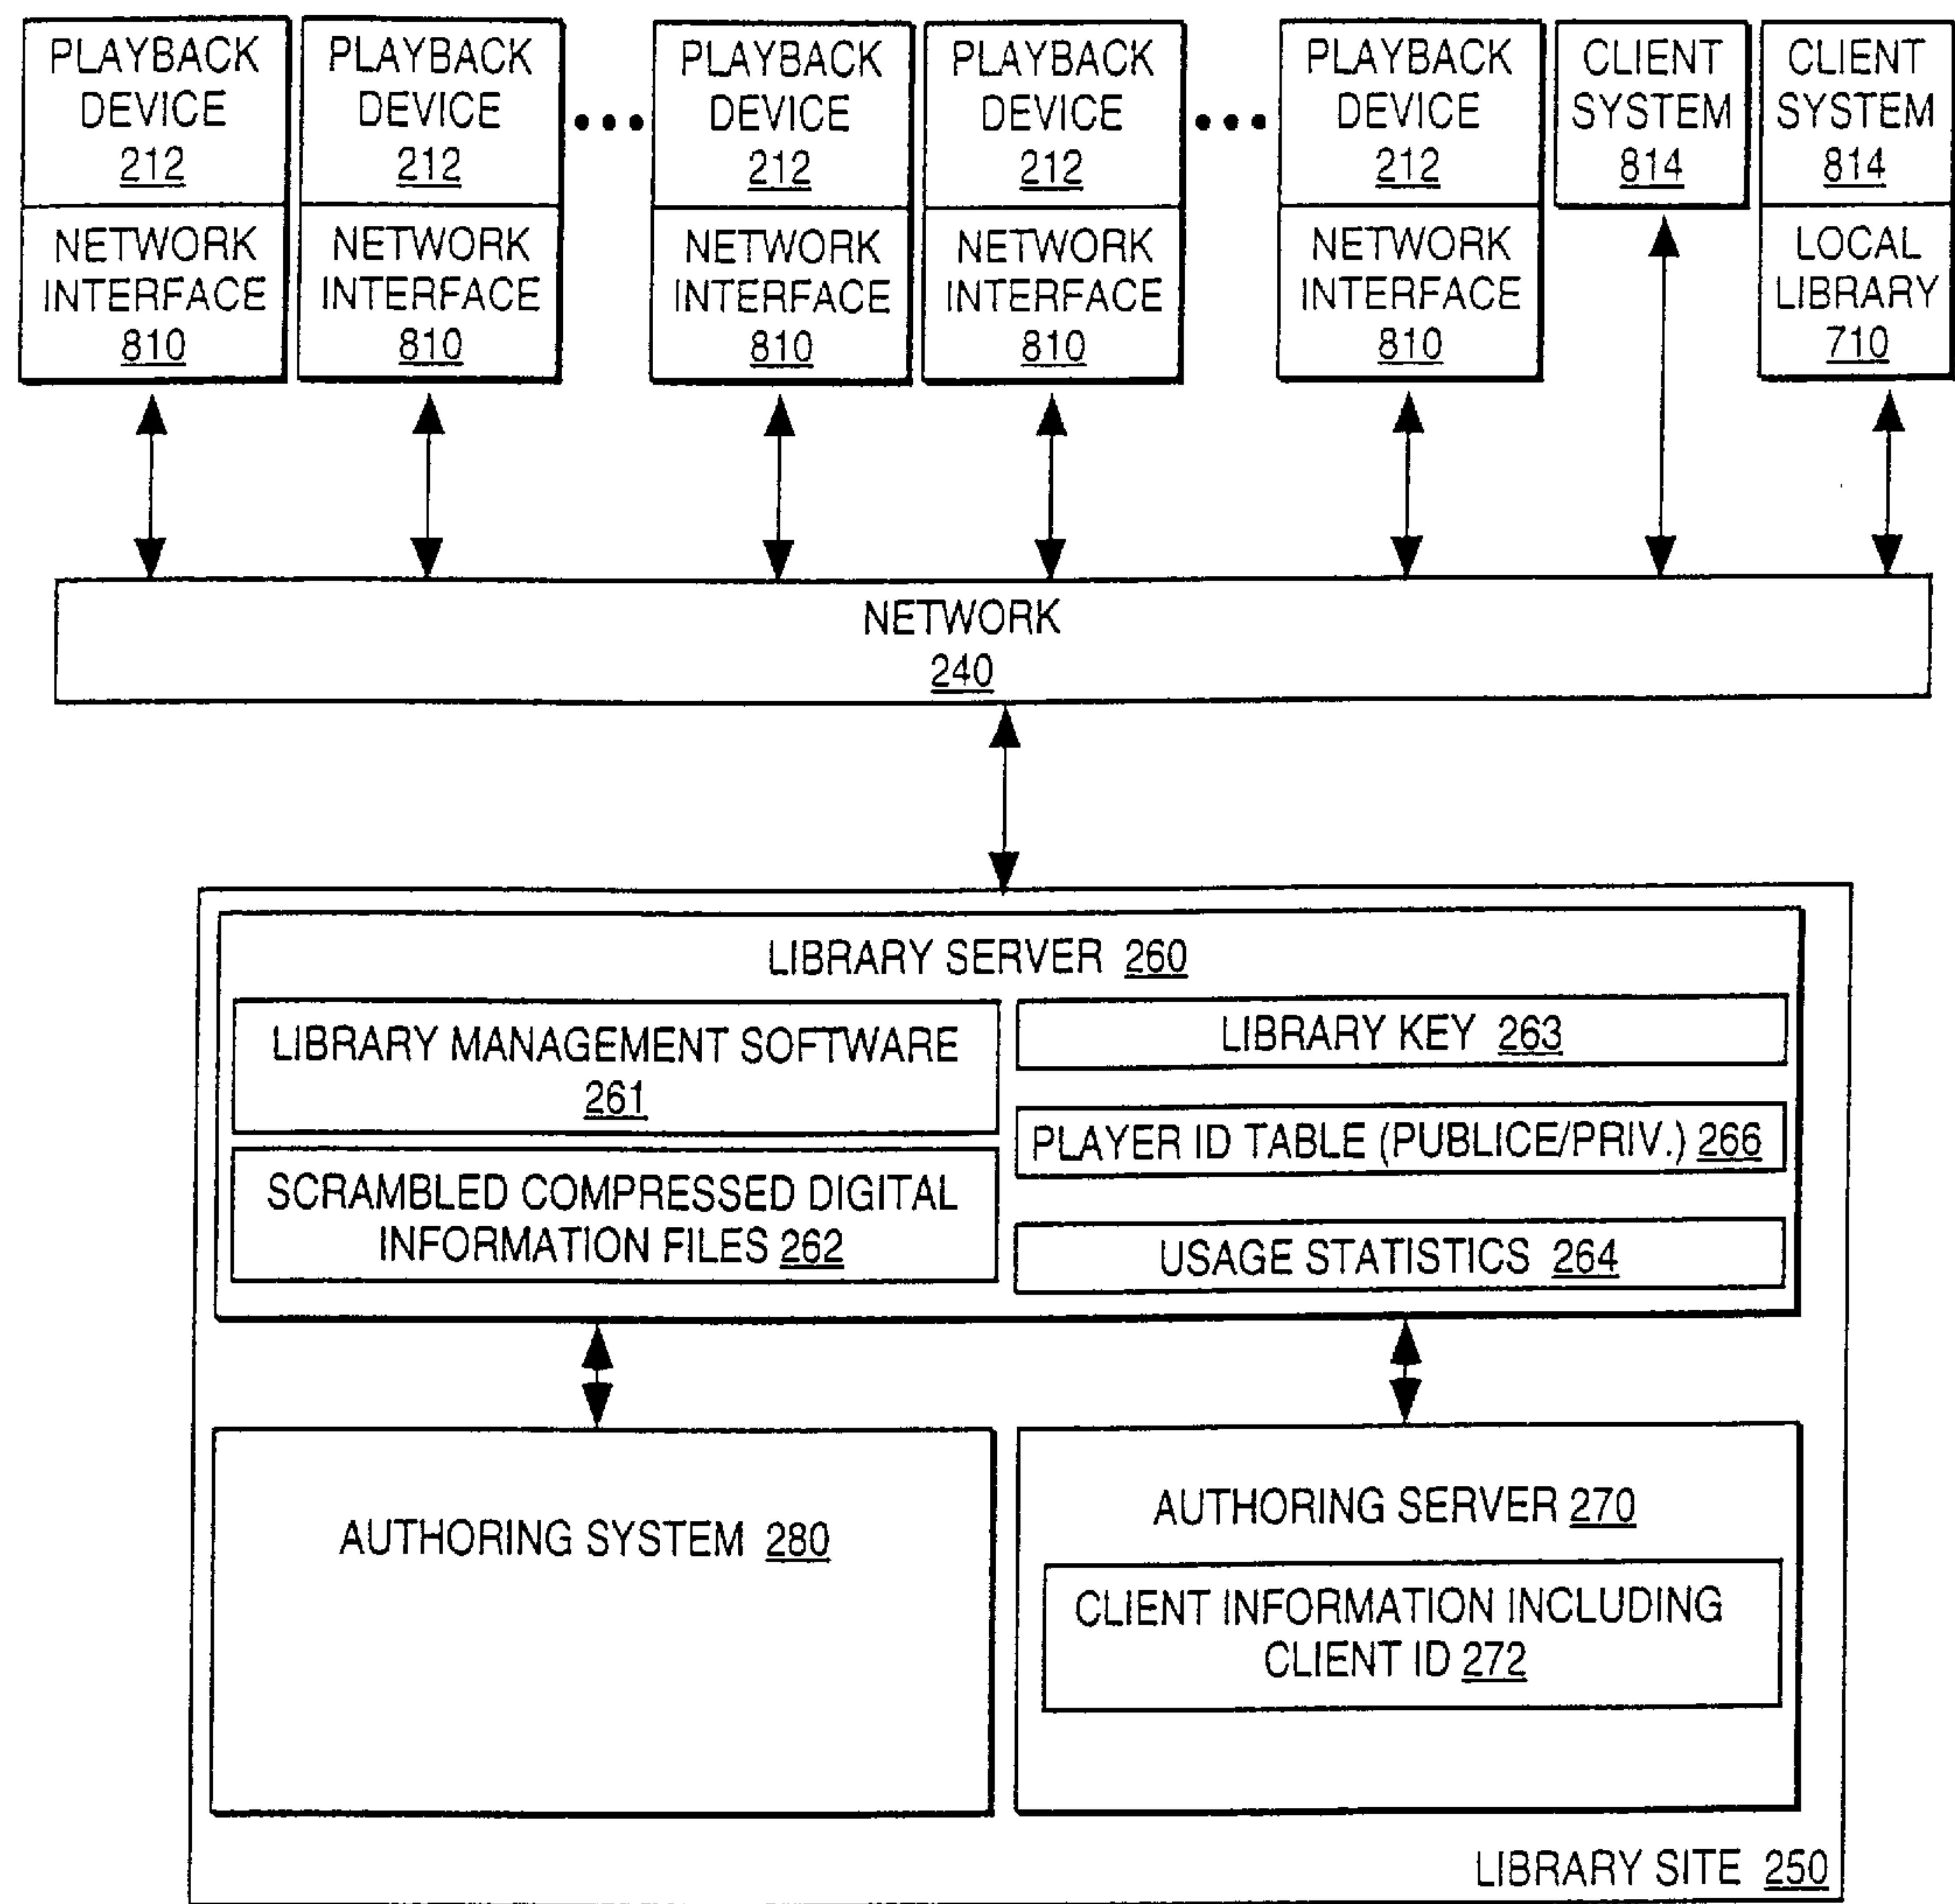 PLAYBACK
DEVICE
212
NETWORK
INTERFACE
810
PLAYBACK
DEVICE
212
NETWORK
INTERFACE
810
PLAYBACK
DEVICE
212
NETWORK
INTERFACE
810
PLAYBACK
DEVICE
212
NETWORK
INTERFACE
810
PLAYBACK
DEVICE
212
NETWORK
INTERFACE
810
CLIENT
SYSTEM
814
CLIENT
SYSTEM
814
LOCAL
LIBRARY
710
NETWORK
240
LIBRARY SERVER 260
LIBRARY MANAGEMENT SOFTWARE
261
SCRAMBLED COMPRESSED DIGITAL
INFORMATION FILES 262
LIBRARY KEY 263
PLAYER ID TABLE (PUBLICE/PRIV.) 266
USAGE STATISTICS 264
AUTHORING SYSTEM 280
AUTHORING SERVER 270
CLIENT INFORMATION INCLUDING
CLIENT ID 272
LIBRARY SITE 250